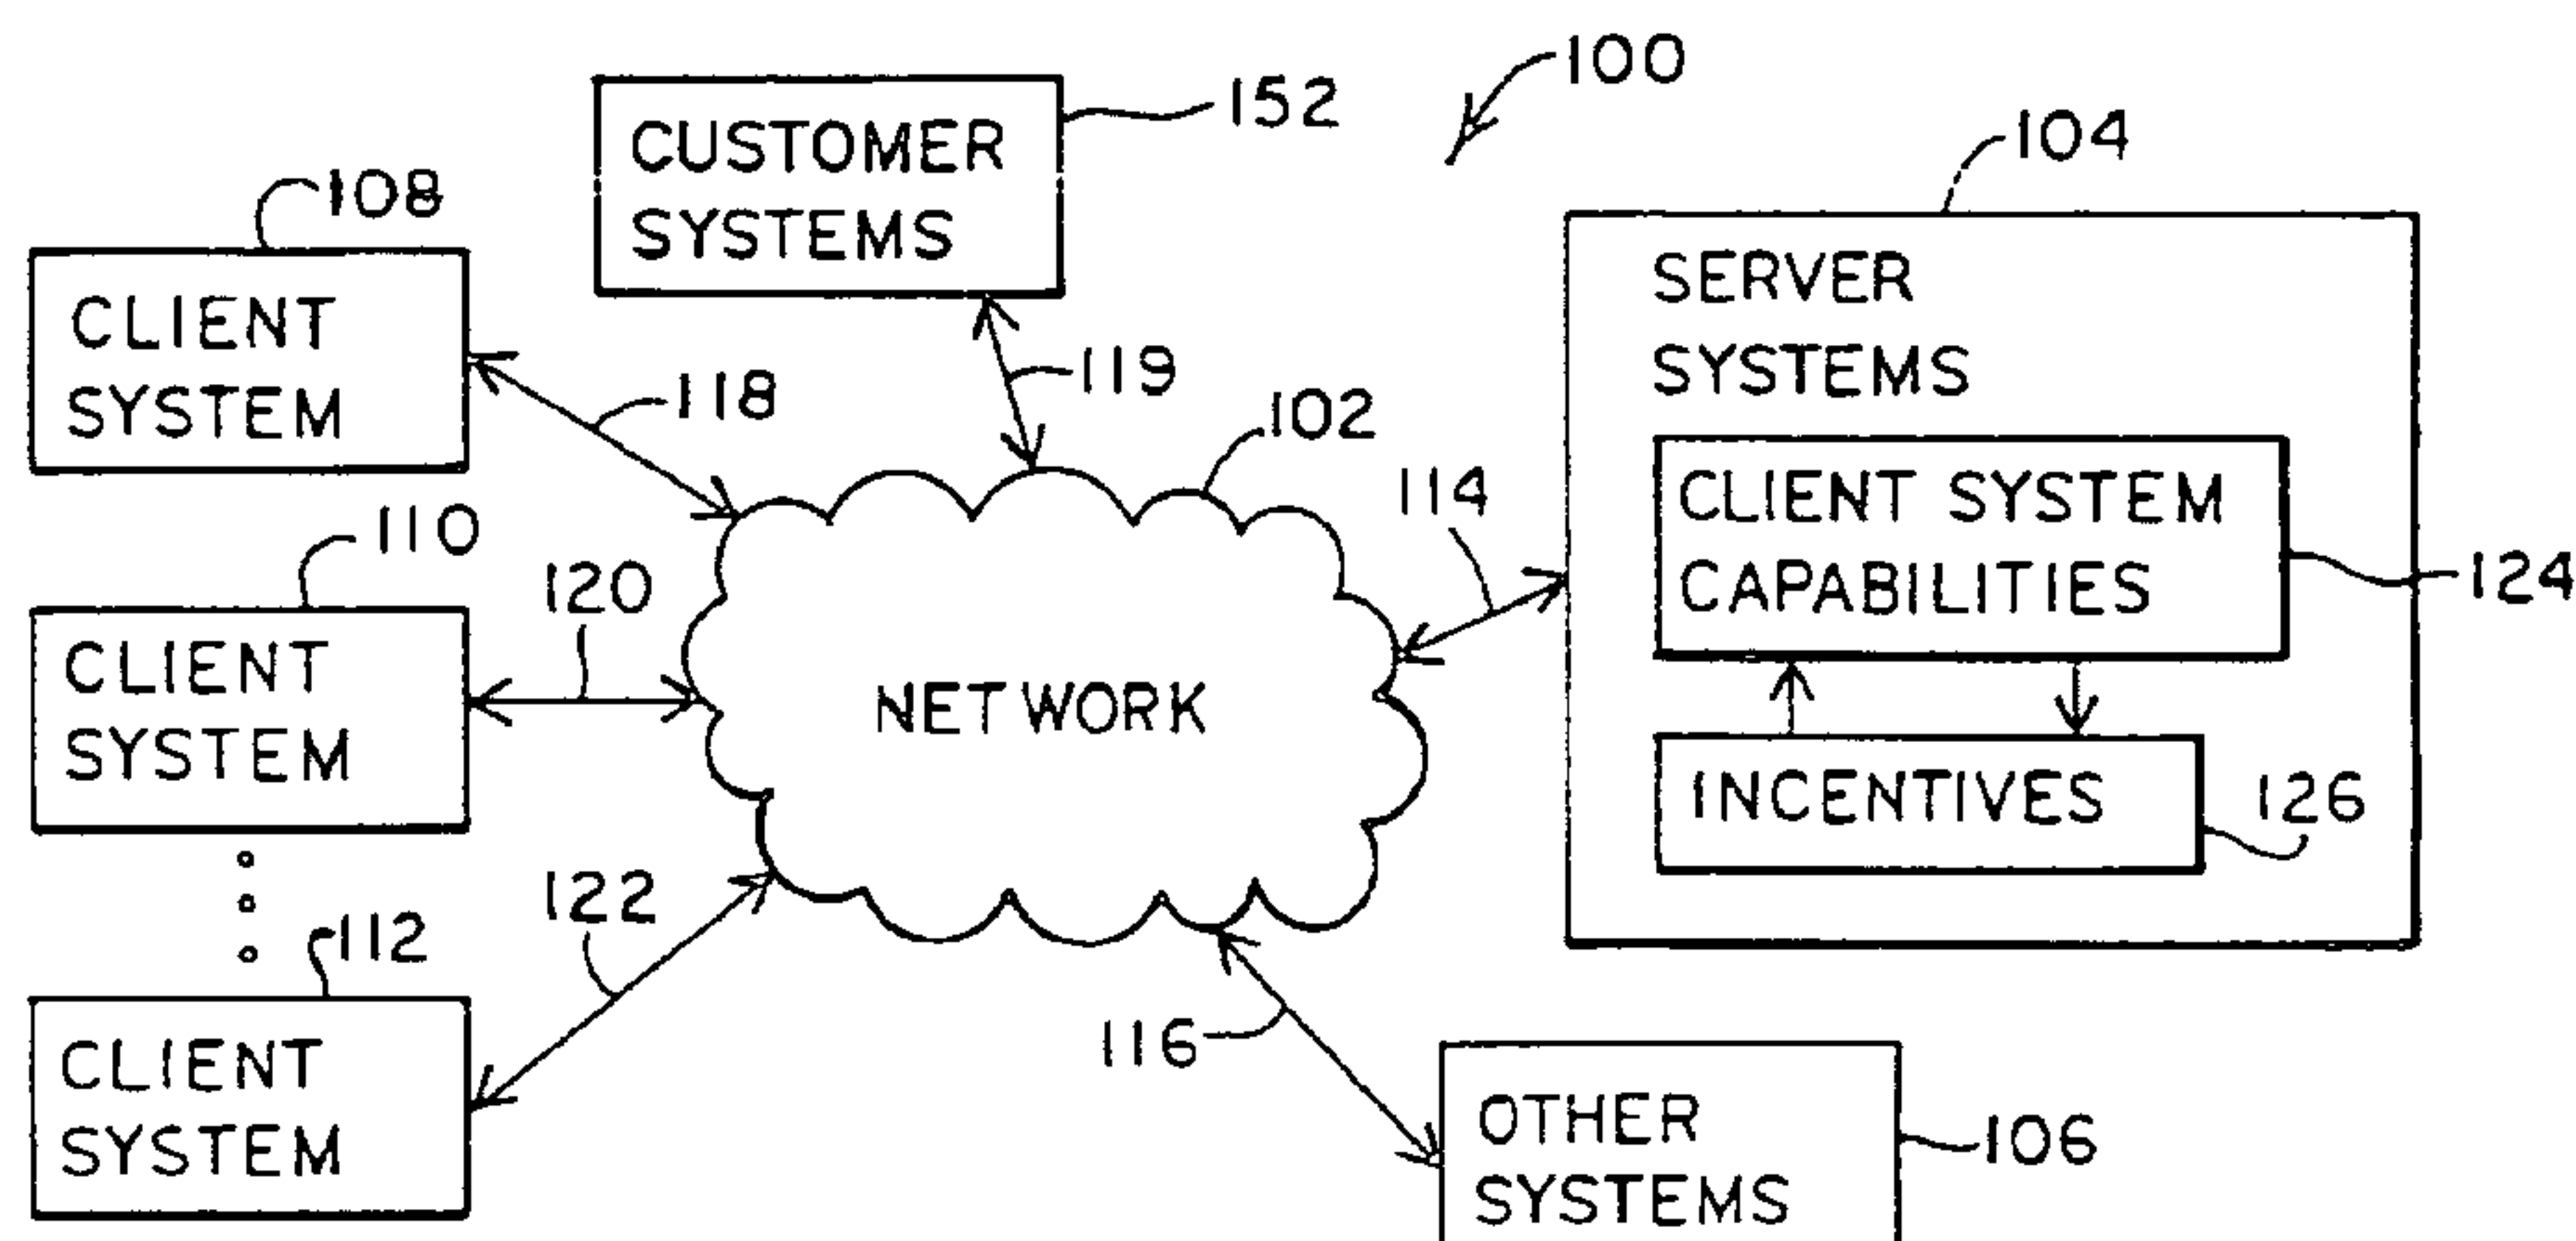 100
CUSTOMER
SYSTEMS
152
104
108
CLIENT
SYSTEM
SERVER
SYSTEMS
118
119
102
114
CLIENT SYSTEM
CAPABILITIES
124
110
CLIENT
SYSTEM
120
NETWORK
INCENTIVES
126
112
CLIENT
SYSTEM
122
116
OTHER
SYSTEMS
106